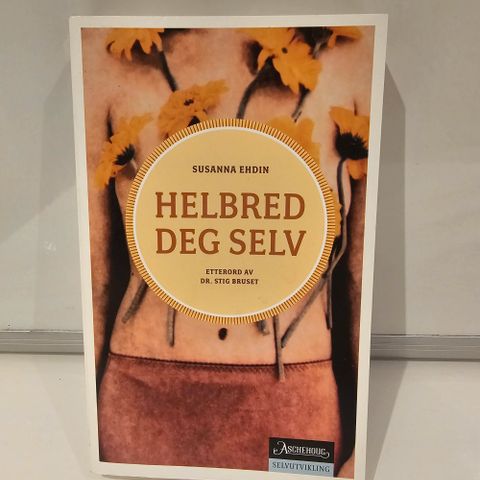 SUSANNA EHDIN
HELBRED
DEG SELV
ETTERORD AV
DR. STIG BRUSET
ASCHEHOUG
SELVUTVIKLING